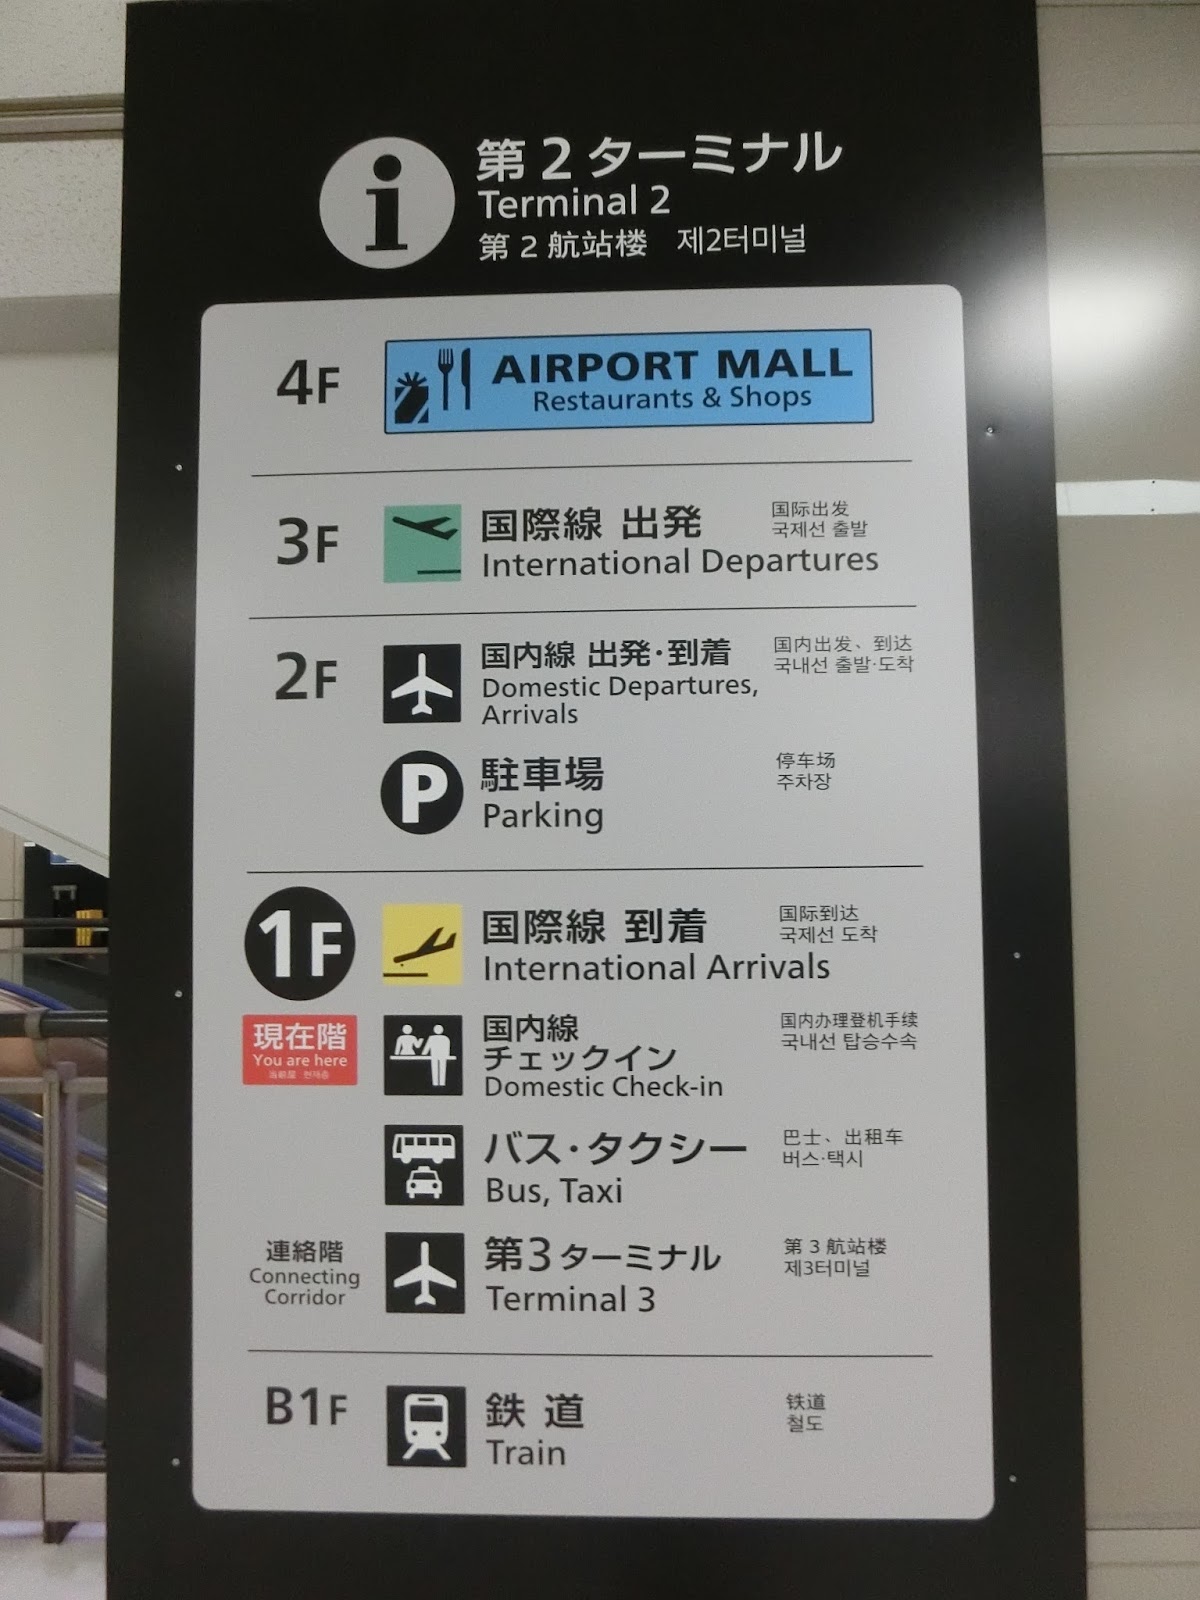 第2ターミナル
Terminal 2
第2航站楼 제2터미널
4F
AIRPORT MALL
Restaurants & Shops
3F
国際線 出発
International Departures
国际出发
국제선 출발
2F
国内線 出発・到着
Domestic Departures,
Arrivals
国内出发、到达
국내선 출발·도착
P
駐車場
Parking
停车场
주차장
1F
国際線 到着
International Arrivals
国际到达
국제선 도착
現在階
You are here
当前层 현재층
国内線
チェックイン
Domestic Check-in
国内办理登机手续
국내선 탑승수속
バス・タクシー
Bus, Taxi
巴士、出租车
버스·택시
連絡階
Connecting
Corridor
第3ターミナル
Terminal 3
第3航站楼
제3터미널
B1F
鉄道
Train
铁道
철도